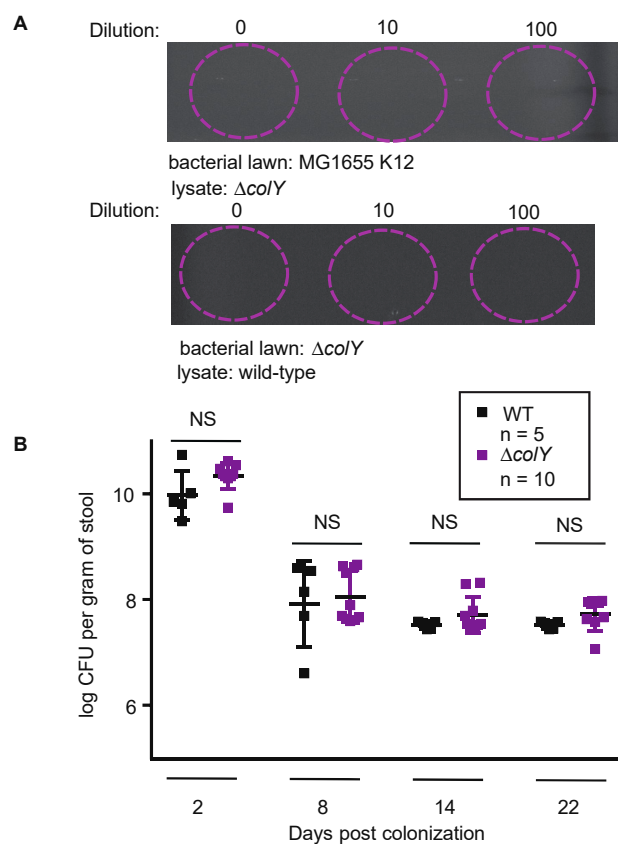 A
Dilution: 0 10 100
bacterial lawn: MG1655 K12
lysate: ΔcolY
Dilution: 0 10 100
bacterial lawn: ΔcolY
lysate: wild-type
WT
n = 5
ΔcolY
n = 10
B
NS
NS
NS
NS
log CFU per gram of stool
10
8
6
2 8 14 22
Days post colonization